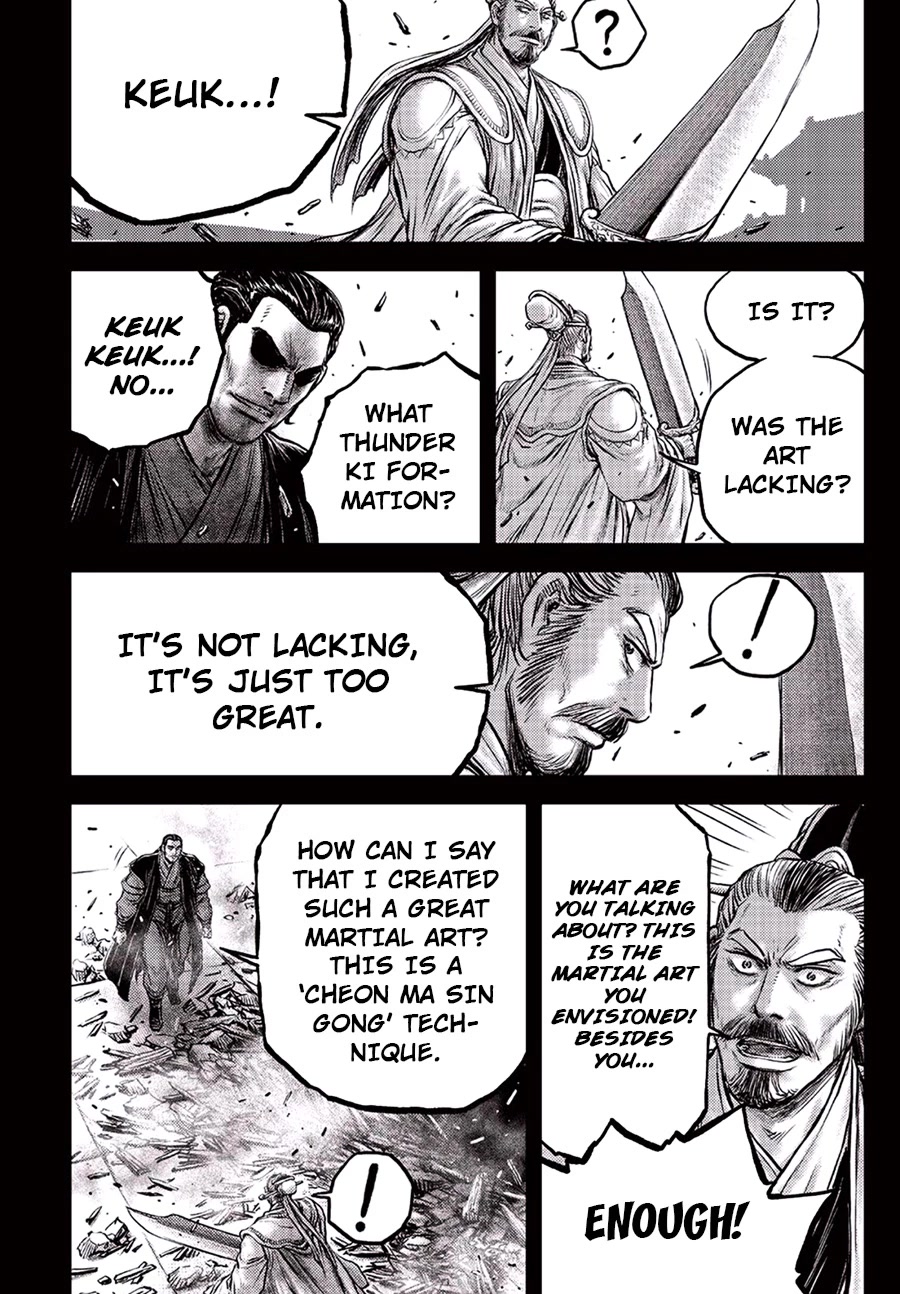 KEUK...!
?
KEUK
KEUK...!
NO...
WHAT
THUNDER
KI FOR-
MATION?
IS IT?
WAS THE
ART
LACKING?
IT'S NOT LACKING,
IT'S JUST TOO
GREAT.
!
HOW CAN I SAY
THAT I CREATED
SUCH A GREAT
MARTIAL ART?
THIS IS A
'CHEON MA SIN
GONG' TECH-
NIQUE.
!
WHAT ARE
YOU TALKING
ABOUT? THIS
IS THE
MARTIAL ART
YOU
ENVISIONED!
BESIDES
YOU...
ENOUGH!